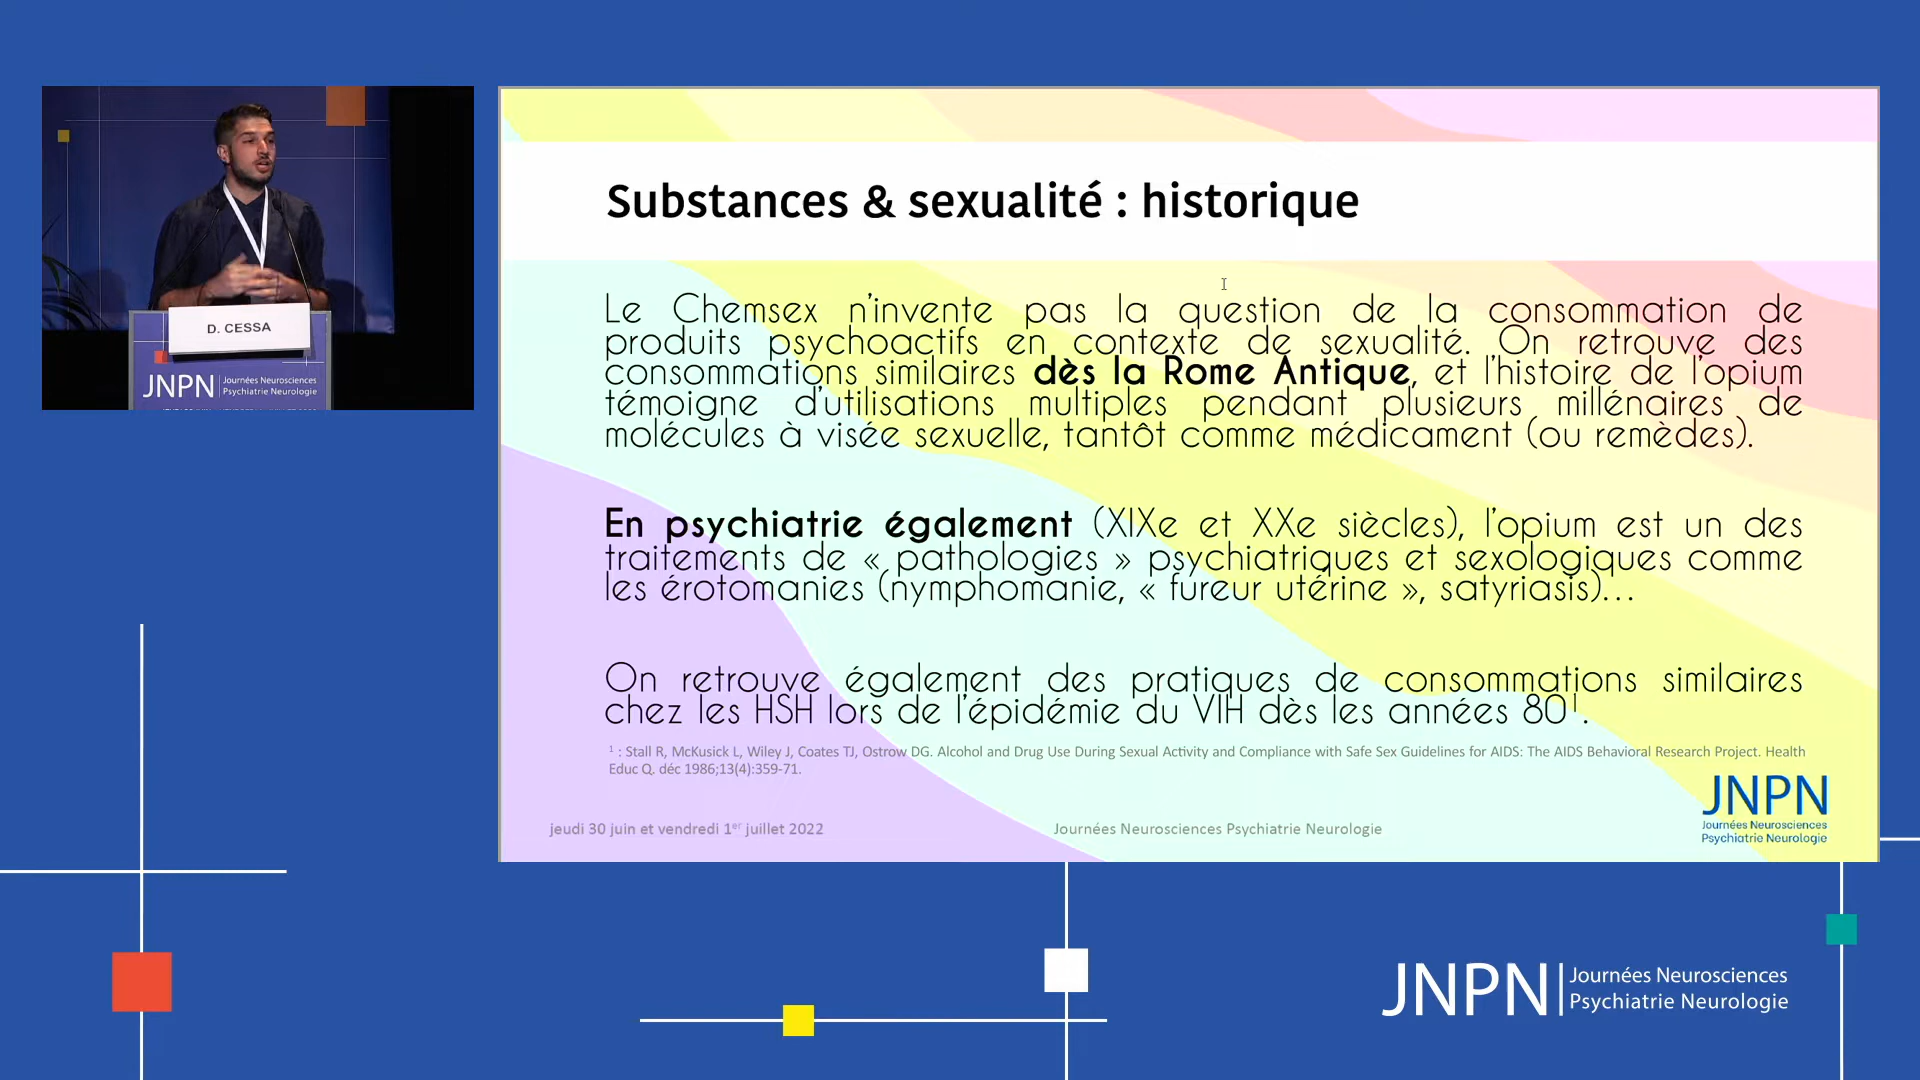 D. CESSA
JNPN
Journées Neurosciences
Psychiatrie Neurologie
Substances & sexualité : historique
Le Chemsex n'invente pas la question de la consommation de
produits psychoactifs en contexte de sexualité. On retrouve des
consommations similaires dès la Rome Antique, et l'histoire de l'opium
témoigne d'utilisations multiples pendant plusieurs millénaires de
molécules à visée sexuelle, tantôt comme médicament (ou remèdes).
En psychiatrie également (XIXe et XXe siècles), l'opium est un des
traitements de « pathologies » psychiatriques et sexologiques comme
les érotomanies (nymphomanie, « fureur utérine », satyriasis)…
On retrouve également des pratiques de consommations similaires
chez les HSH lors de l'épidémie du VIH dès les années 80¹.
¹ : Stall R, McKusick L, Wiley J, Coates TJ, Ostrow DG. Alcohol and Drug Use During Sexual Activity and Compliance with Safe Sex Guidelines for AIDS: The AIDS Behavioral Research Project. Health
Educ Q. déc 1986;13(4):359-71.
jeudi 30 juin et vendredi 1er juillet 2022
Journées Neurosciences Psychiatrie Neurologie
JNPN
Journées Neurosciences
Psychiatrie Neurologie
JNPN
Journées Neurosciences
Psychiatrie Neurologie